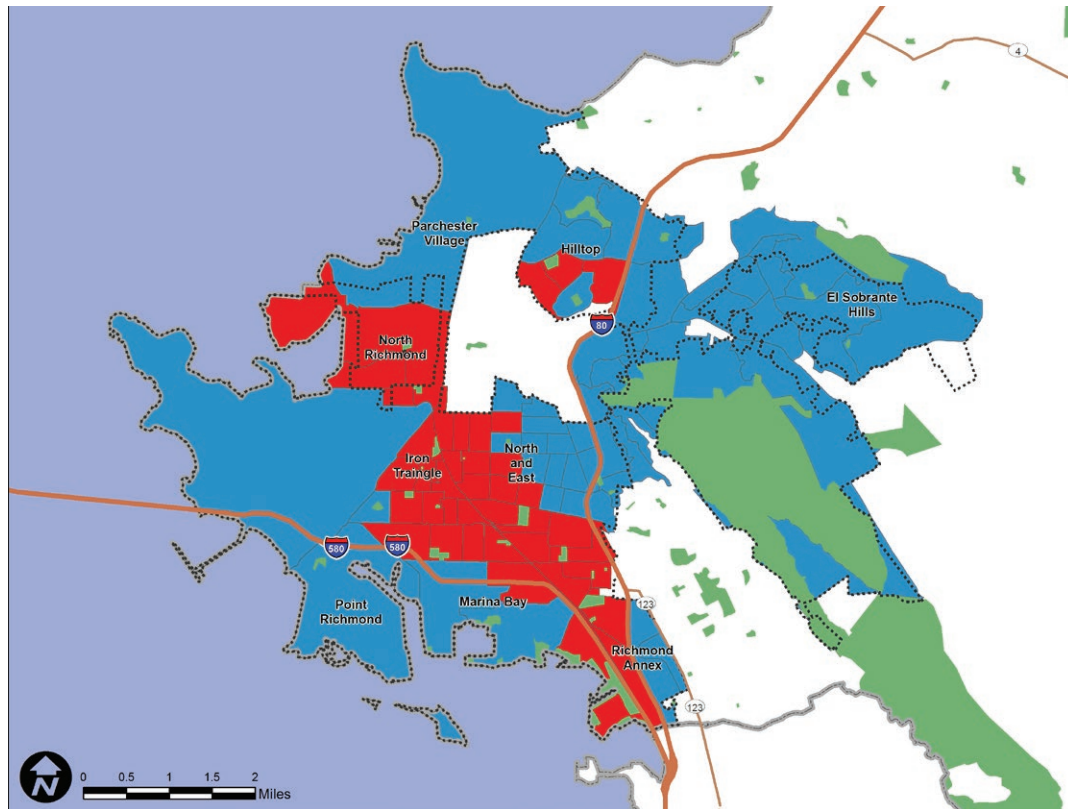 4
Parchester
Village
Hilltop
El Sobrante
Hills
80
North
Richmond
Iron
Traingle
North
and
East
580
580
Point
Richmond
Marina Bay
123
Richmond
Annex
123
N
0 0.5 1 1.5 2
Miles